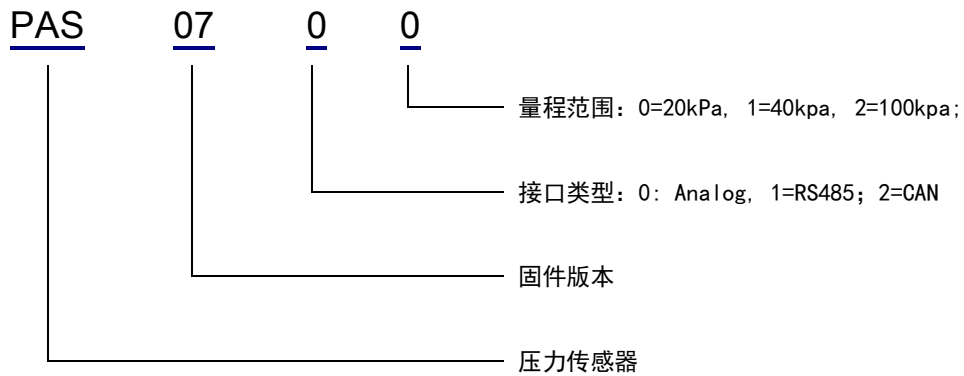 PAS 07 0 0
量程范围：0=20kPa, 1=40kpa, 2=100kpa;
接口类型：0: Analog, 1=RS485; 2=CAN
固件版本
压力传感器